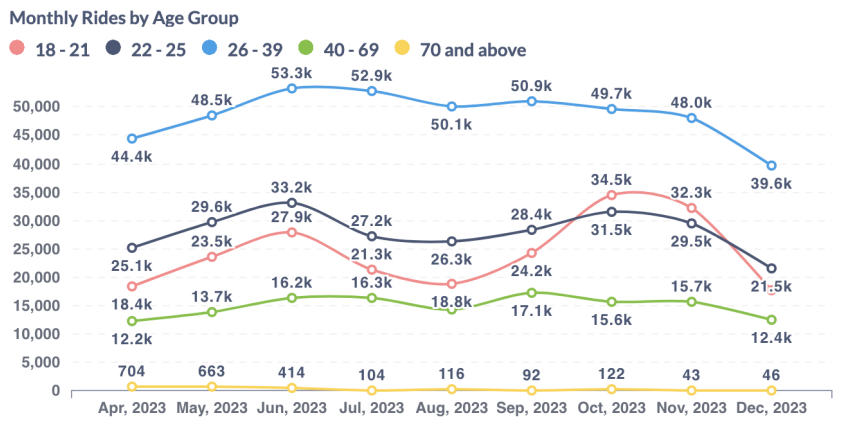 Monthly Rides by Age Group
18 - 21 22 - 25 26 - 39 40 - 69 70 and above
53.3k 52.9k
50.9k
49.7k
48.5k
48.0k
50,000
50.1k
45,000
44.4k
40,000
39.6k
35,000
34.5k
33.2k
32.3k
30,000
29.6k
28.4k
27.9k
27.2k
31.5k
29.5k
25,000
25.1k
23.5k
26.3k
24.2k
21.3k
21.5k
20,000
18.4k
18.8k
16.2k 16.3k
15.7k
15,000
13.7k
17.1k
15.6k
12.2k
12.4k
10,000
5,000
704 663 414 104 116 92 122 43 46
0
Apr, 2023 May, 2023 Jun, 2023 Jul, 2023 Aug, 2023 Sep, 2023 Oct, 2023 Nov, 2023 Dec, 2023